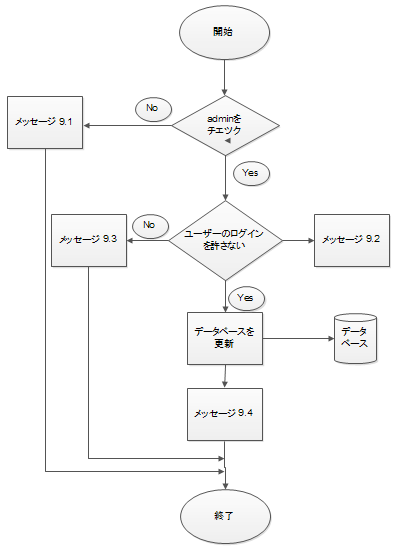 開始
No
adminを
チェツク
メッセージ 9.1
Yes
ユーザーのログイン
を許さない
No
メッセージ 9.3
メッセージ 9.2
Yes
データベースを
更新
データ
ベース
メッセージ 9.4
終了